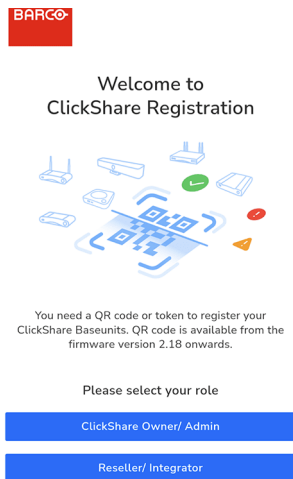 BARCO
Welcome to
ClickShare Registration
You need a QR code or token to register your
ClickShare Baseunits. QR code is available from the
firmware version 2.18 onwards.
Please select your role
ClickShare Owner/ Admin
Reseller/ Integrator